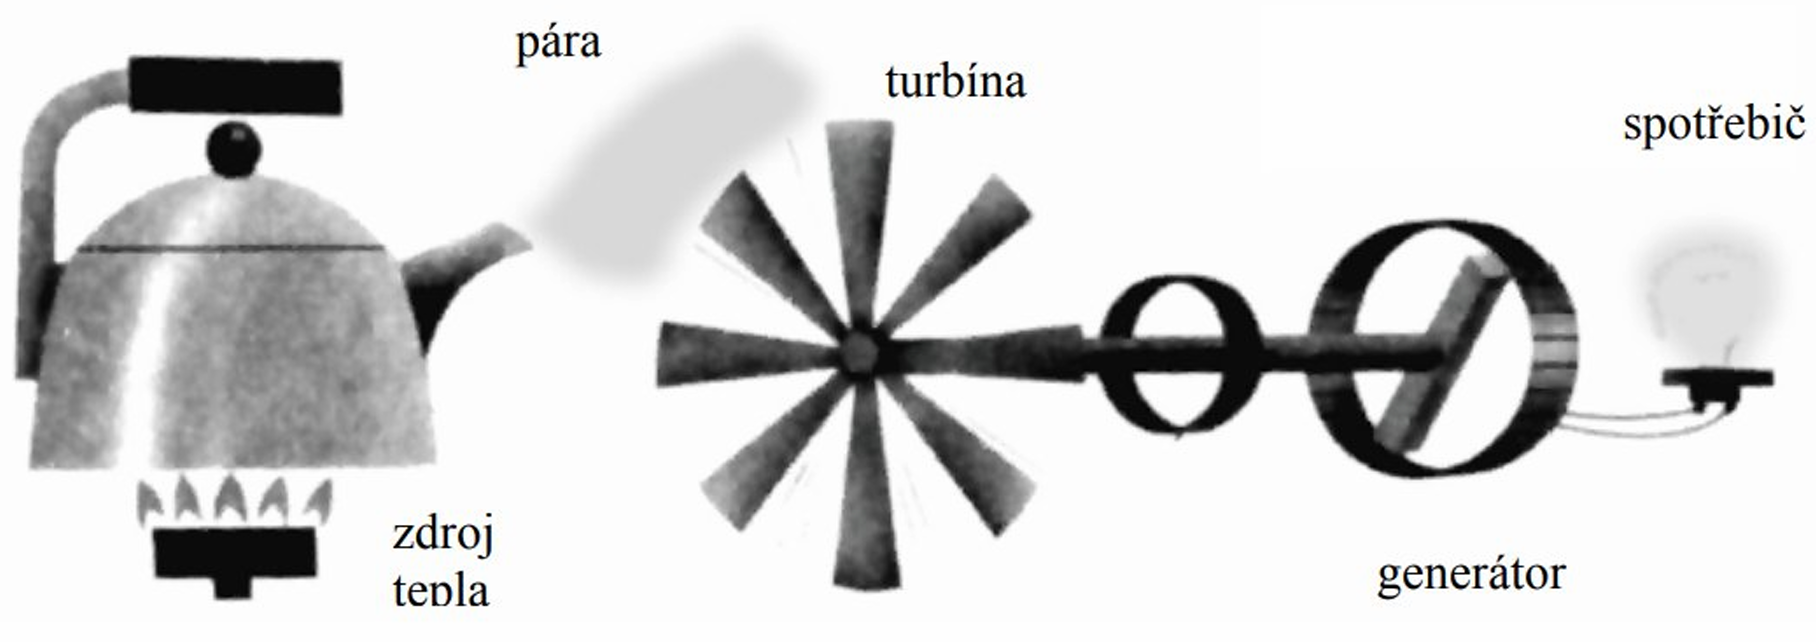 pára
turbína
spotřebič
zdroj
tepla
generátor